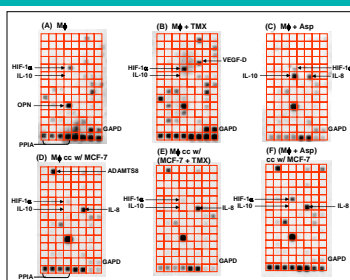 (A) Mϕ
HIF-1α
IL-10
OPN
GAPD
PPIA
(B) Mϕ + TMX
VEGF-D
HIF-1α
IL-10
(C) Mϕ + Asp
HIF-1α
IL-10
IL-8
GAPD
(D) Mϕ cc w/ MCF-7
ADAMTS8
HIF-1α
IL-10
IL-8
GAPD
PPIA
(E) Mϕ cc w/
(MCF-7 + TMX)
HIF-1α
IL-10
IL-8
GAPD
(F) (Mϕ + Asp)
cc w/ MCF-7
HIF-1α
IL-10
IL-8
GAPD